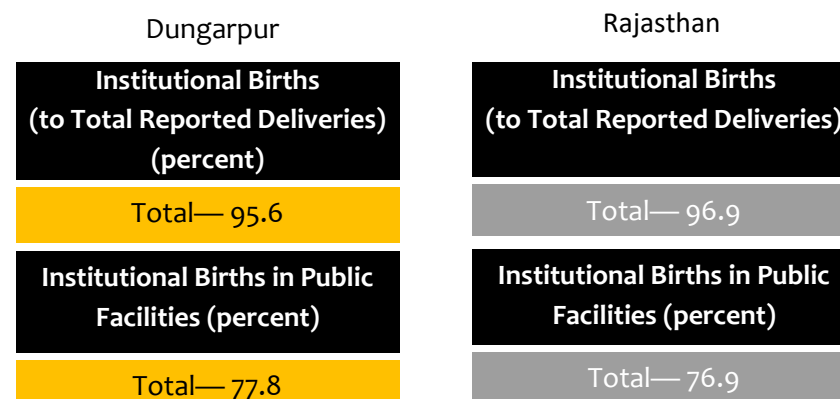 Dungarpur
Institutional Births
(to Total Reported Deliveries)
(percent)
Total— 95.6
Institutional Births in Public
Facilities (percent)
Total— 77.8
Rajasthan
Institutional Births
(to Total Reported Deliveries)
Total— 96.9
Institutional Births in Public
Facilities (percent)
Total— 76.9